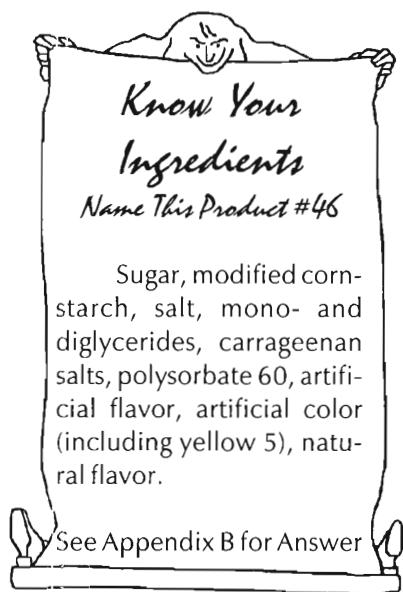 Know Your
Ingredients
Name This Product #46
Sugar, modified corn-
starch, salt, mono- and
diglycerides, carrageenan
salts, polysorbate 60, artifi-
cial flavor, artificial color
(including yellow 5), natu-
ral flavor.
See Appendix B for Answer